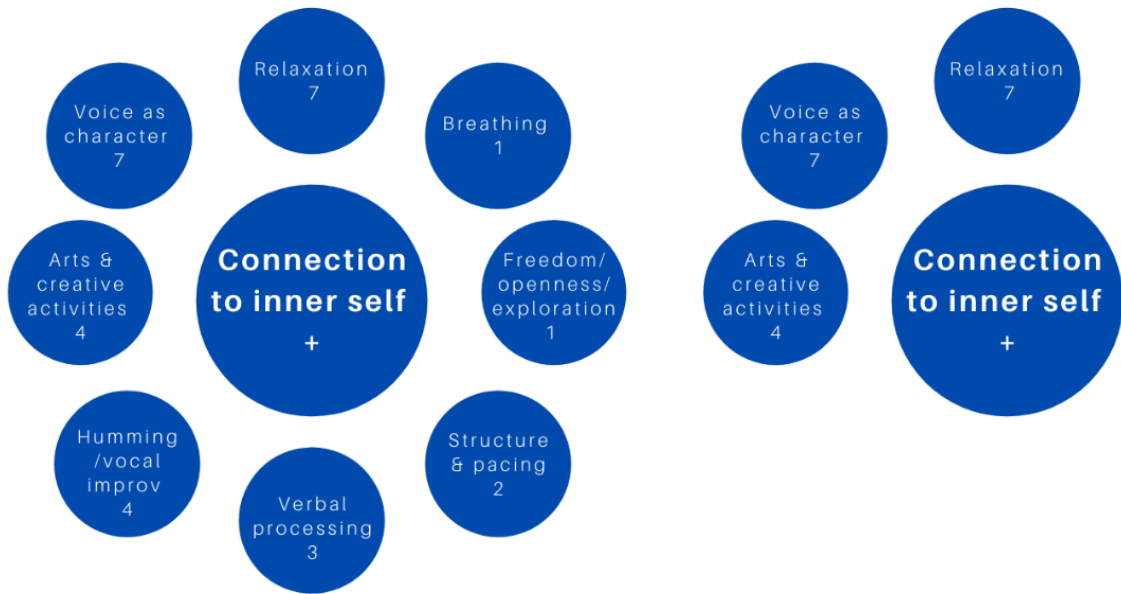 Relaxation
7
Voice as
character
7
Breathing
1
Arts &
creative
activities
4
Connection
to inner self
+
Freedom/
openness/
exploration
1
Humming
/vocal
improv
4
Verbal
processing
3
Structure
& pacing
2
Relaxation
7
Voice as
character
7
Arts &
creative
activities
4
Connection
to inner self
+